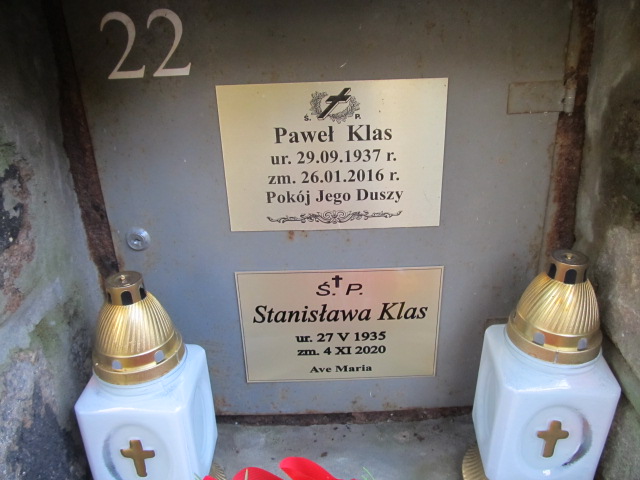 22
Ś. P.
Paweł Klas
ur. 29.09.1937 r.
zm. 26.01.2016 r.
Pokój Jego Duszy
Ś. P.
Stanisława Klas
ur. 27 V 1935
zm. 4 XI 2020
Ave Maria